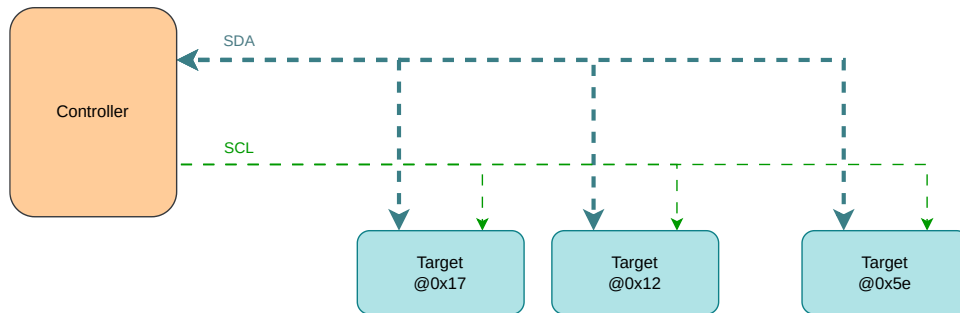 SDA
Controller
SCL
Target
@0x17
Target
@0x12
Target
@0x5e